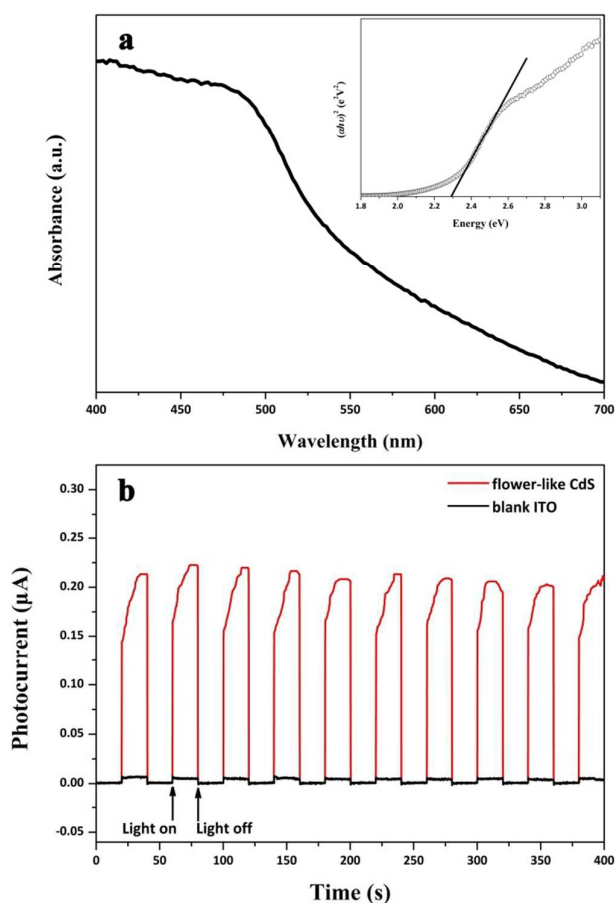 a
Absorbance (a.u.)
400 450 500 550 600 650 700
Wavelength (nm)
(αhυ)² (e²V²)
1.8 2.0 2.2 2.4 2.6 2.8 3.0
Energy (eV)
b
flower-like CdS
blank ITO
Photocurrent (µA)
0.30
0.25
0.20
0.15
0.10
0.05
0.00
-0.05
Light on
Light off
0 50 100 150 200 250 300 350 400
Time (s)